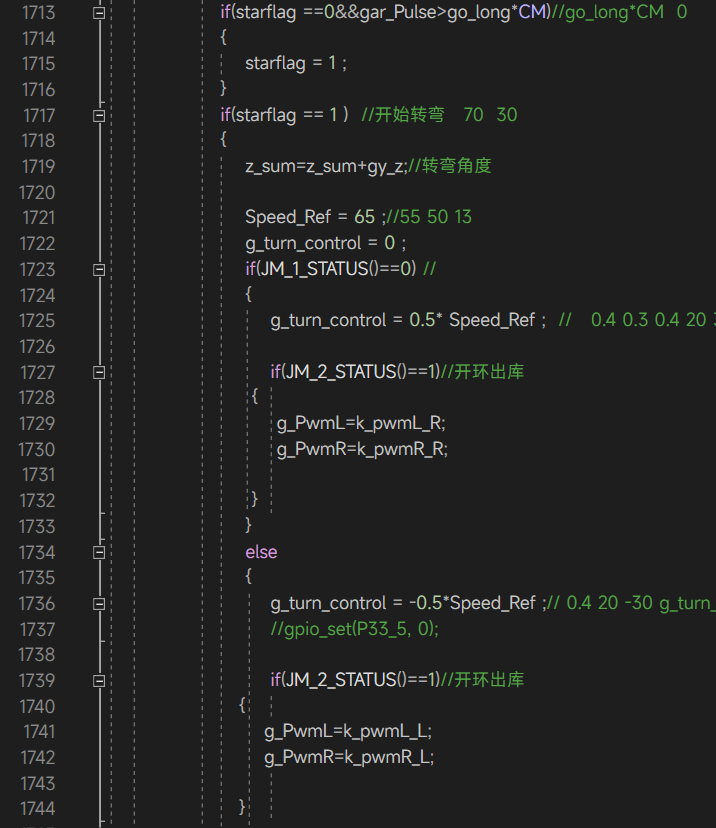 1713 if(starflag ==0&&gar_Pulse>go_long*CM)//go_long*CM 0
1714 {
1715 starflag = 1 ;
1716 }
1717 if(starflag == 1 ) //开始转弯 70 30
1718 {
1719 z_sum=z_sum+gy_z;//转弯角度
1720
1721 Speed_Ref = 65 ;//55 50 13
1722 g_turn_control = 0 ;
1723 if(JM_1_STATUS()==0) //
1724 {
1725 g_turn_control = 0.5* Speed_Ref ; // 0.4 0.3 0.4 20
1726
1727 if(JM_2_STATUS()==1)//开环出库
1728 {
1729 g_PwmL=k_pwmL_R;
1730 g_PwmR=k_pwmR_R;
1731
1732 }
1733 }
1734 else
1735 {
1736 g_turn_control = -0.5*Speed_Ref ;// 0.4 20 -30 g_turn_
1737 //gpio_set(P33_5, 0);
1738
1739 if(JM_2_STATUS()==1)//开环出库
1740 {
1741 g_PwmL=k_pwmL_L;
1742 g_PwmR=k_pwmR_L;
1743
1744 }